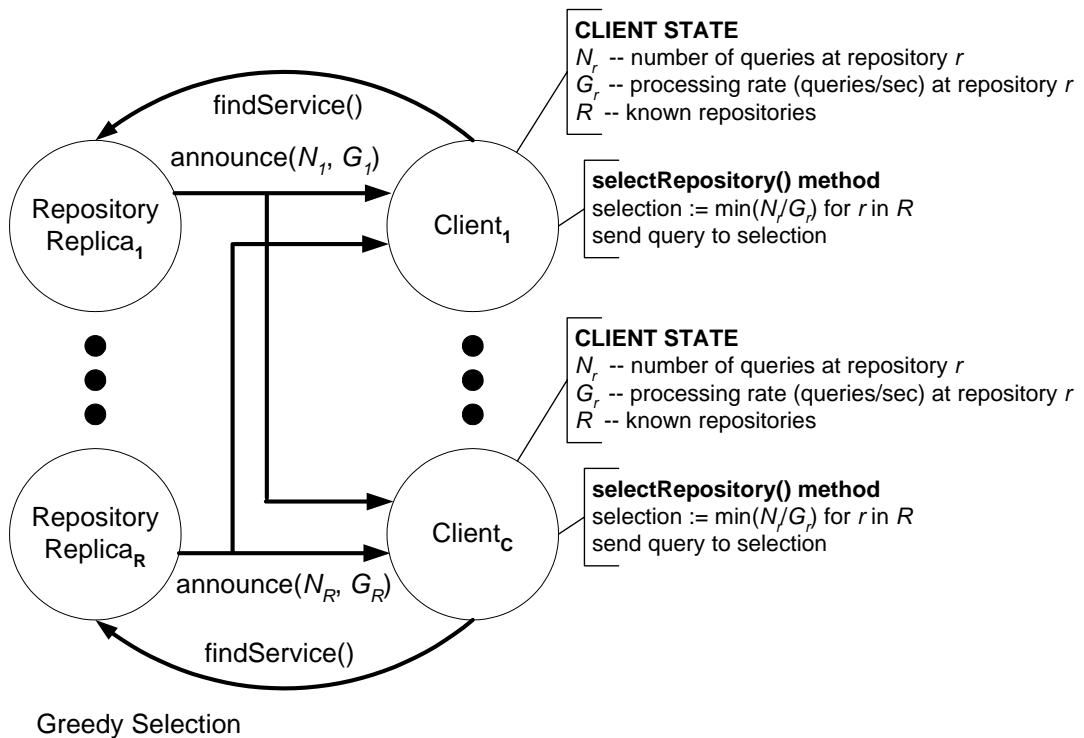 CLIENT STATE
N_r -- number of queries at repository r
G_r -- processing rate (queries/sec) at repository r
R -- known repositories
findService()
announce(N_1, G_1)
Repository
Replica_1
Client_1
selectRepository() method
selection := min(N_r/G_r) for r in R
send query to selection
CLIENT STATE
N_r -- number of queries at repository r
G_r -- processing rate (queries/sec) at repository r
R -- known repositories
Repository
Replica_R
Client_C
selectRepository() method
selection := min(N_r/G_r) for r in R
send query to selection
announce(N_R, G_R)
findService()
Greedy Selection